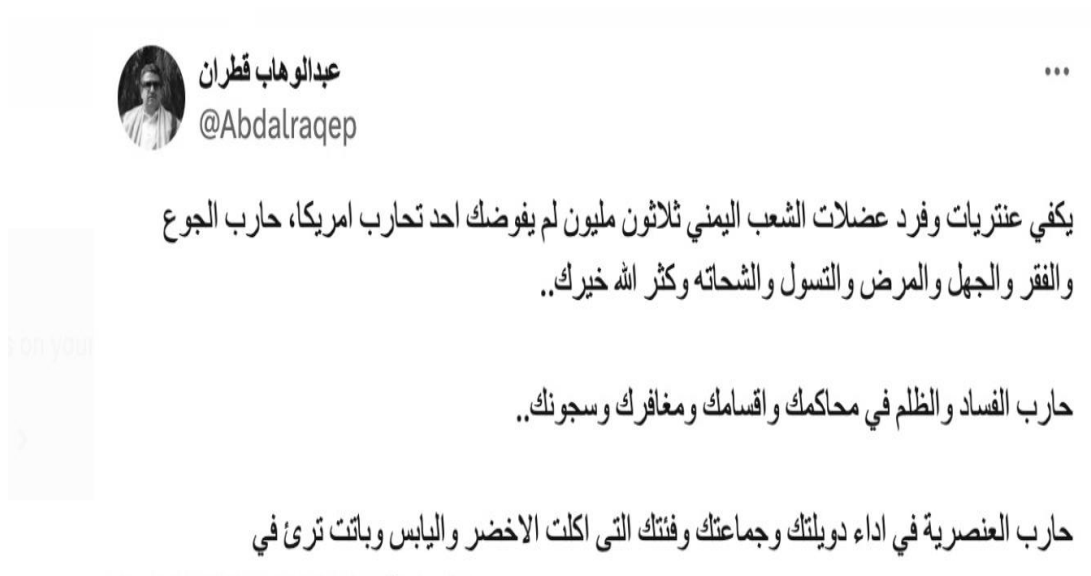 عبدالوهاب قطران
@Abdalraqep
يكفي عنتريات وفرد عضلات الشعب اليمني ثلاثون مليون لم يفوضك احد تحارب امريكا، حارب الجوع
والفقر والجهل والمرض والتسول والشحاته وكثر الله خيرك..
حارب الفساد والظلم في محاكمك واقسامك ومغافرك وسجونك..
حارب العنصرية في اداء دويلتك وجماعتك وفئتك التى اكلت الاخضر واليابس وباتت ترئ في
on your